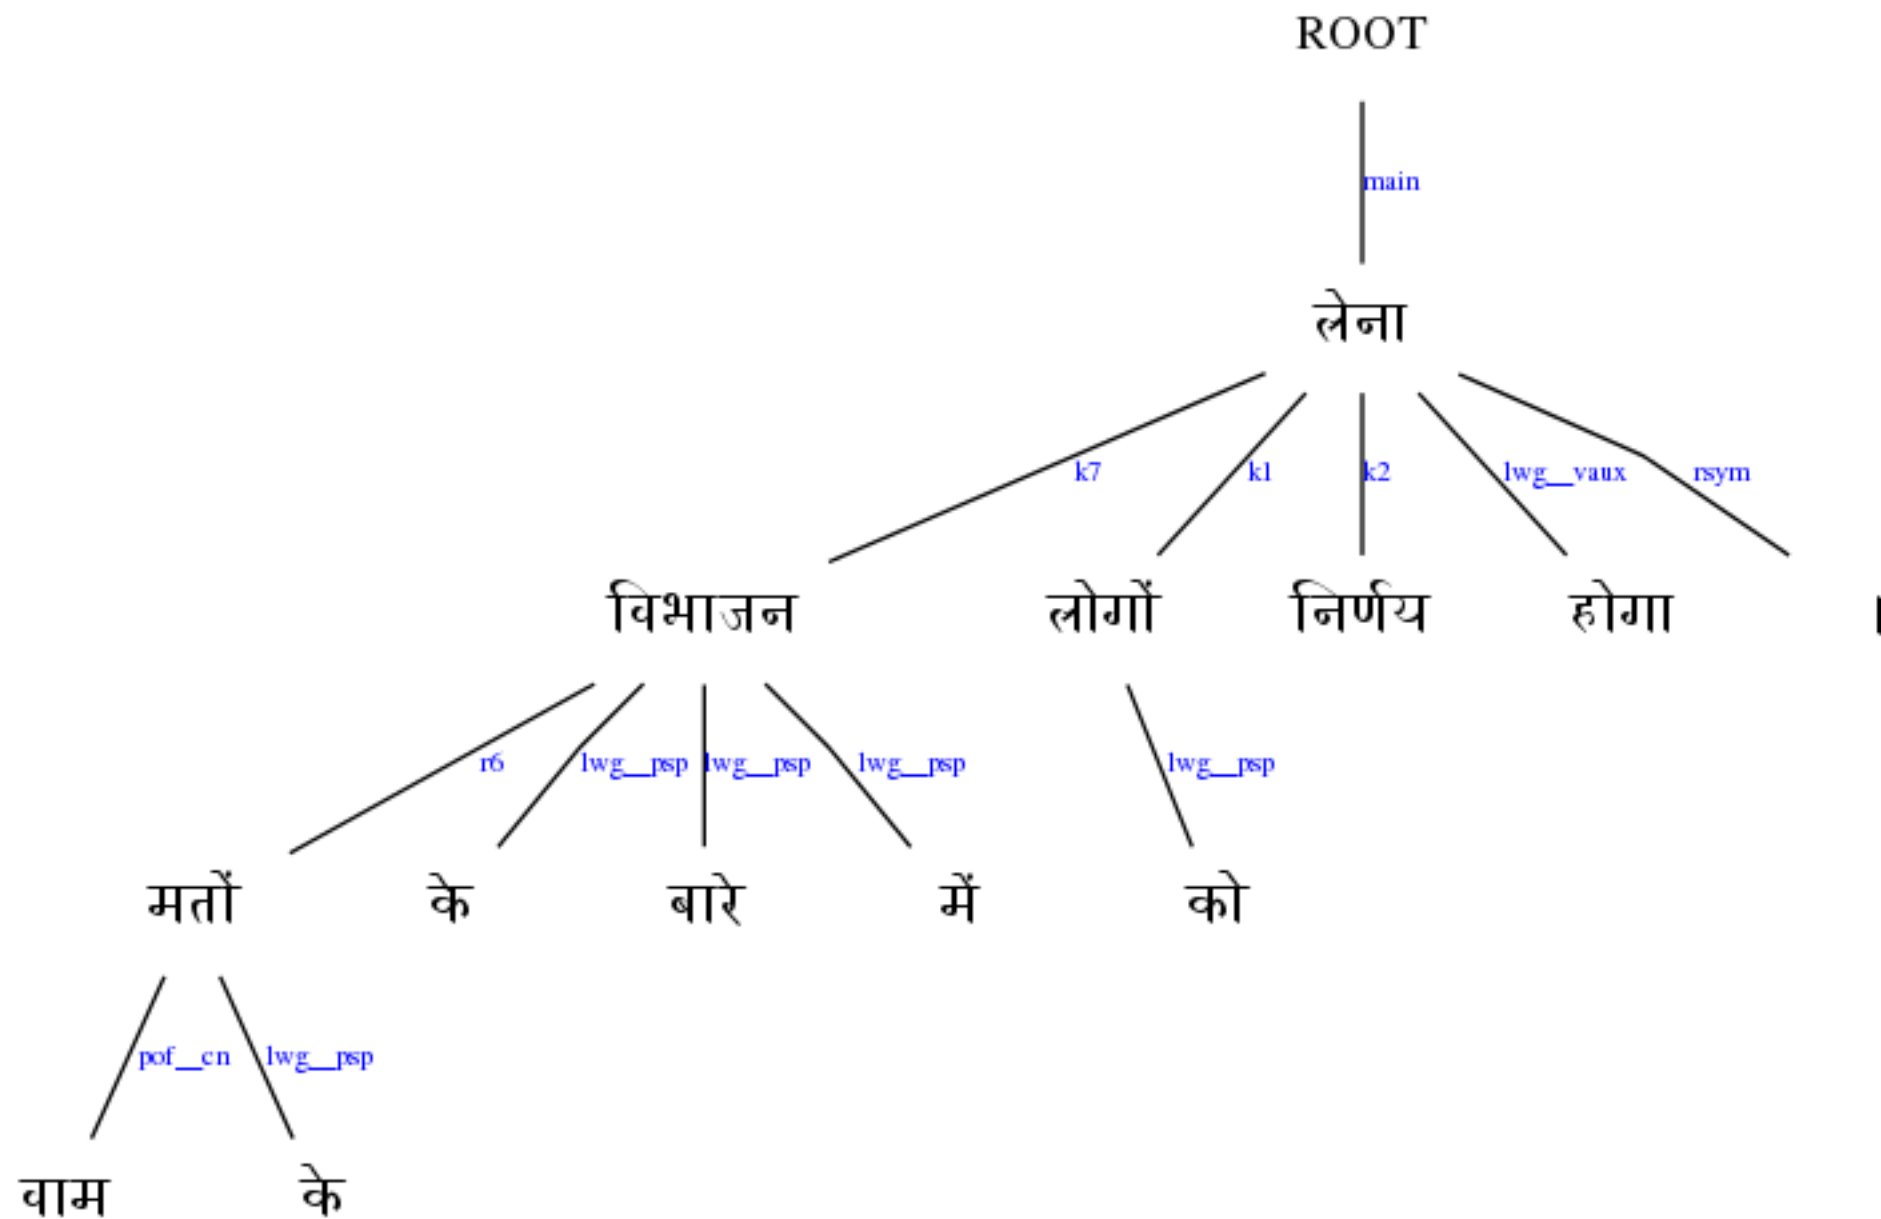 ROOT
main
लेना
k7 k1 k2 lwg__vaux rsym
विभाजन लोगों निर्णय होगा ।
r6 lwg__psp lwg__psp lwg__psp lwg__psp
मतों के बारे में को
pof__cn lwg__psp
वाम के